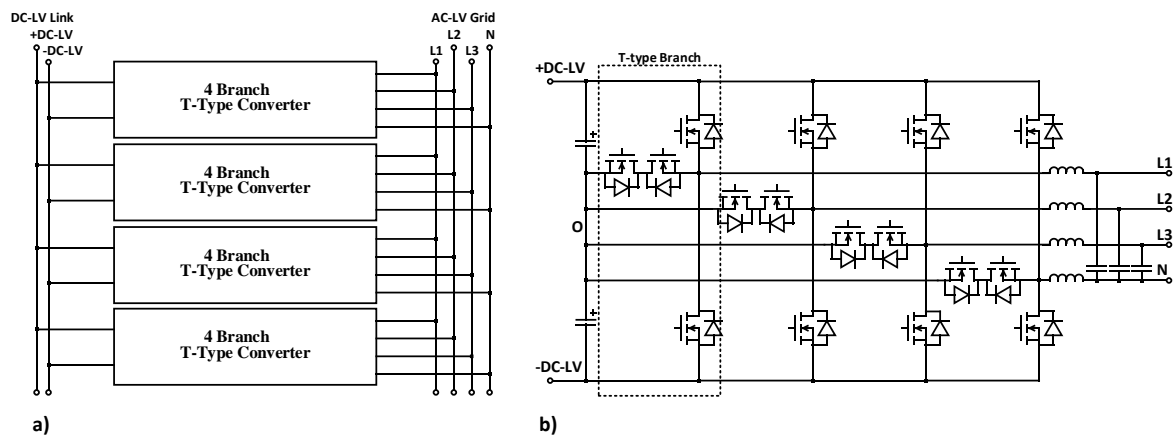 DC-LV Link
+DC-LV
-DC-LV
AC-LV Grid
L2
N
L1
L3
4 Branch
T-Type Converter
4 Branch
T-Type Converter
4 Branch
T-Type Converter
4 Branch
T-Type Converter
a)
T-type Branch
+DC-LV
+
L1
L2
L3
O
N
+
-DC-LV
b)